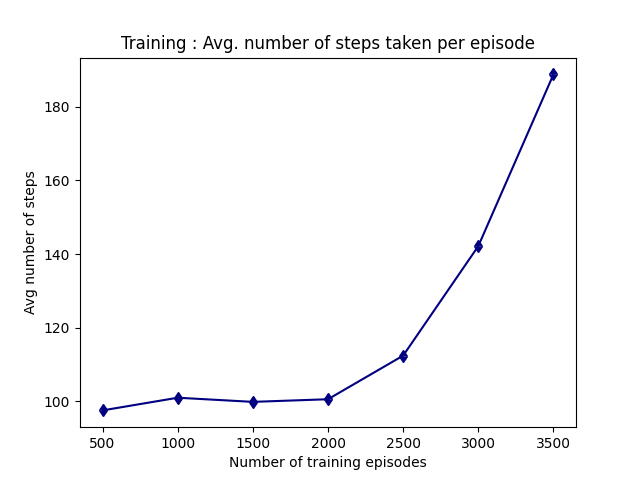 Training : Avg. number of steps taken per episode
Avg number of steps
180
160
140
120
100
500 1000 1500 2000 2500 3000 3500
Number of training episodes